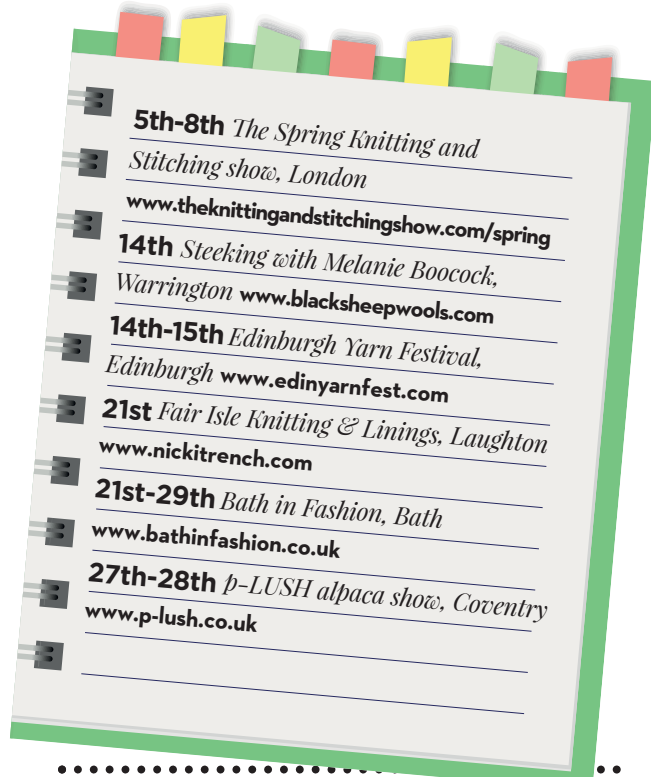 5th-8th The Spring Knitting and
Stitching show, London
www.theknittingandstitchingshow.com/spring
14th Steeking with Melanie Boocock,
Warrington www.blacksheepwools.com
14th-15th Edinburgh Yarn Festival,
Edinburgh www.edinyarnfest.com
21st Fair Isle Knitting & Linings, Laughton
www.nickitrench.com
21st-29th Bath in Fashion, Bath
www.bathinfashion.co.uk
27th-28th p-LUSH alpaca show, Coventry
www.p-lush.co.uk